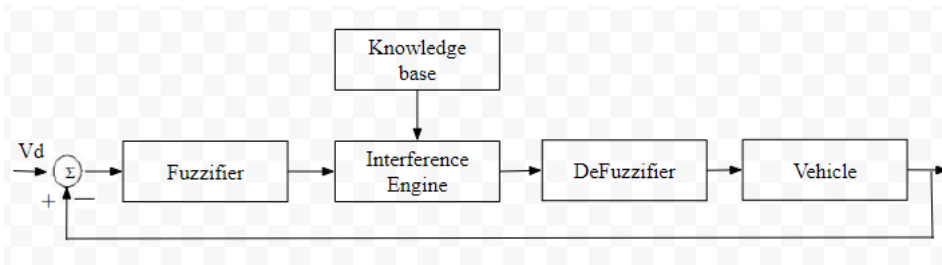 Knowledge
base
Vd
Σ
Fuzzifier
Interference
Engine
DeFuzzifier
Vehicle
+ —